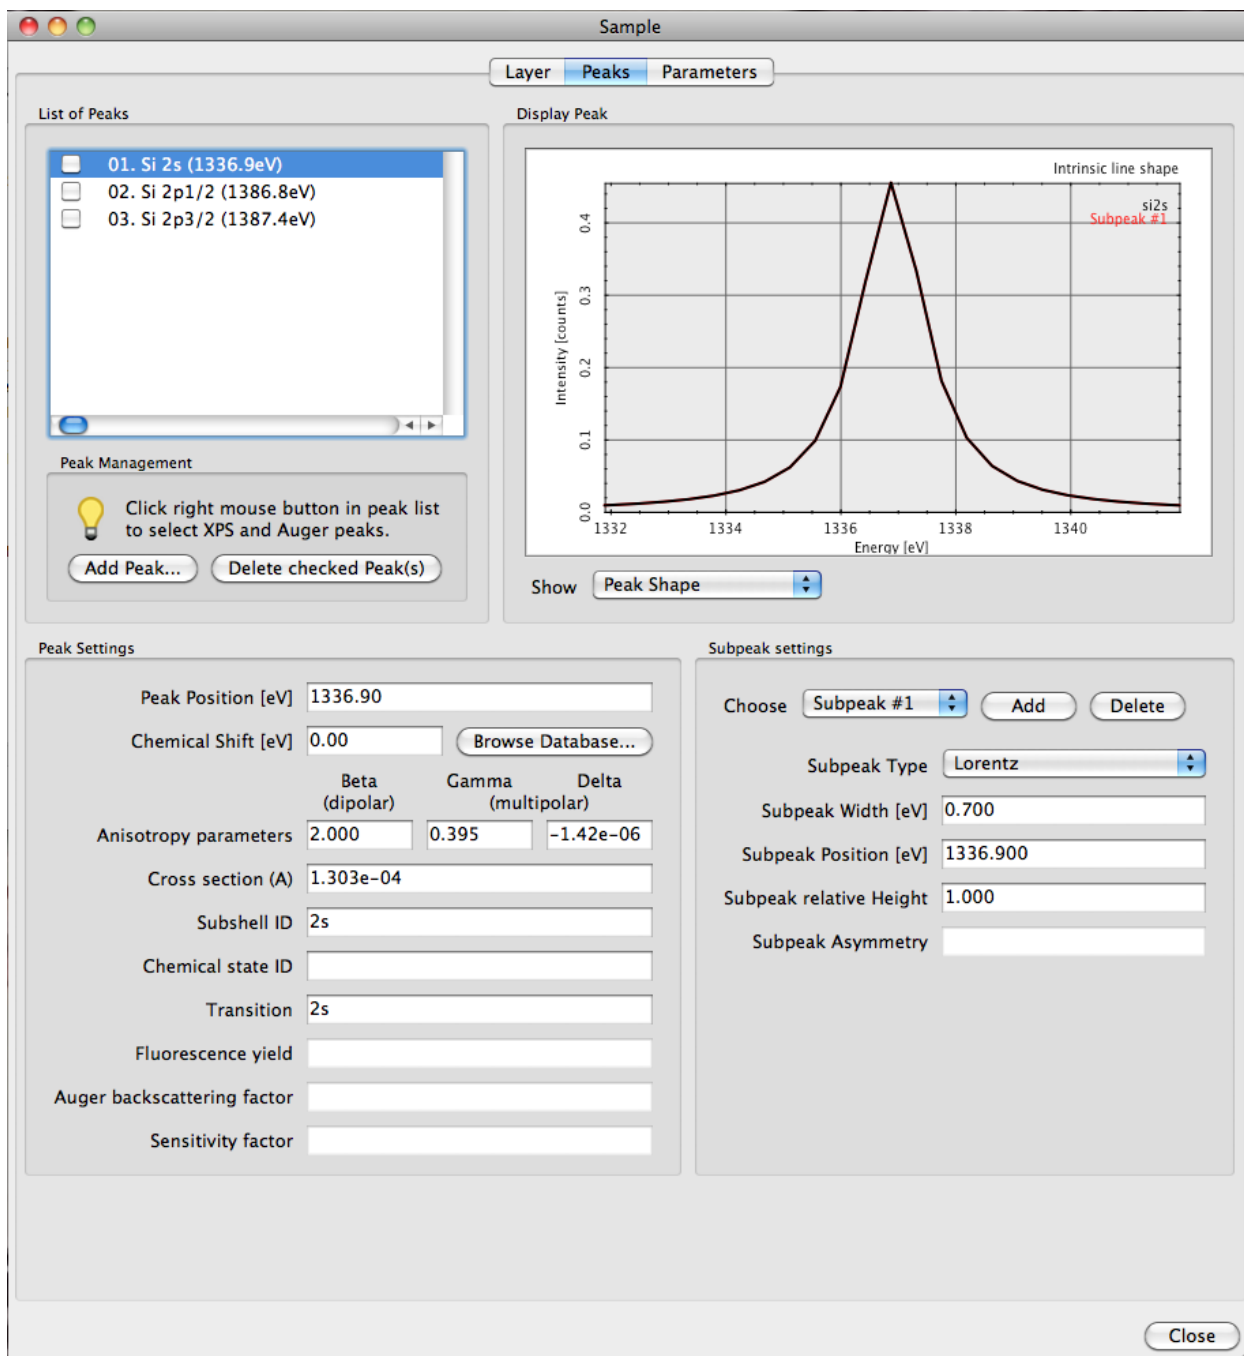 Sample
Layer Peaks Parameters
List of Peaks
01. Si 2s (1336.9eV)
02. Si 2p1/2 (1386.8eV)
03. Si 2p3/2 (1387.4eV)
Peak Management
Click right mouse button in peak list
to select XPS and Auger peaks.
Add Peak... Delete checked Peak(s)
Display Peak
Intrinsic line shape
si2s
Subpeak #1
Intensity [counts]
0.4
0.3
0.2
0.1
0.0
1332 1334 1336 1338 1340
Energy [eV]
Show Peak Shape
Peak Settings
Peak Position [eV] 1336.90
Chemical Shift [eV] 0.00 Browse Database...
Beta Gamma Delta
(dipolar) (multipolar)
Anisotropy parameters 2.000 0.395 -1.42e-06
Cross section (A) 1.303e-04
Subshell ID 2s
Chemical state ID
Transition 2s
Fluorescence yield
Auger backscattering factor
Sensitivity factor
Subpeak settings
Choose Subpeak #1 Add Delete
Subpeak Type Lorentz
Subpeak Width [eV] 0.700
Subpeak Position [eV] 1336.900
Subpeak relative Height 1.000
Subpeak Asymmetry
Close